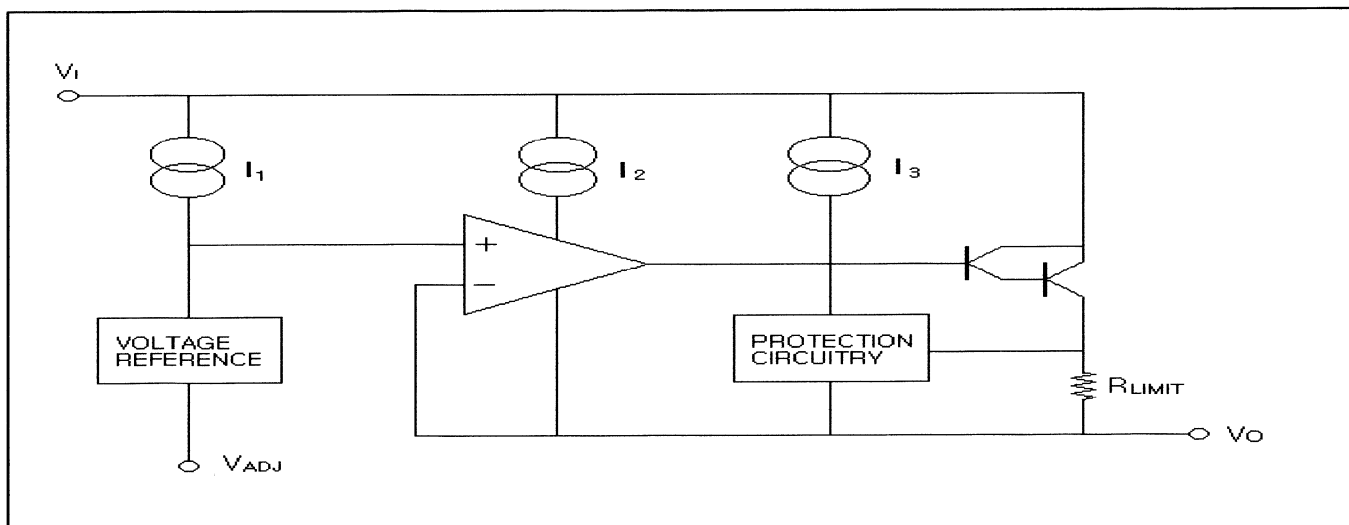 VI
I1
I2
I3
+
−
VOLTAGE
REFERENCE
PROTECTION
CIRCUITRY
RLIMIT
VO
VADJ